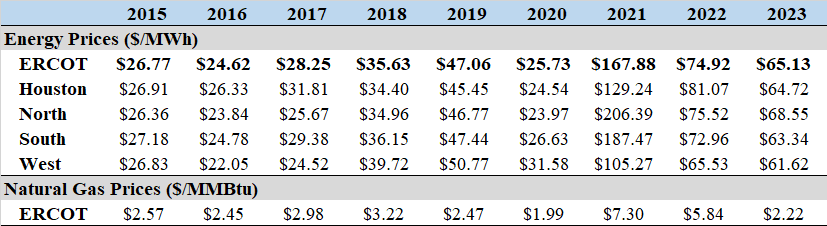 2015 2016 2017 2018 2019 2020 2021 2022 2023
Energy Prices ($/MWh)
ERCOT $26.77 $24.62 $28.25 $35.63 $47.06 $25.73 $167.88 $74.92 $65.13
Houston $26.91 $26.33 $31.81 $34.40 $45.45 $24.54 $129.24 $81.07 $64.72
North $26.36 $23.84 $25.67 $34.96 $46.77 $23.97 $206.39 $75.52 $68.55
South $27.18 $24.78 $29.38 $36.15 $47.44 $26.63 $187.47 $72.96 $63.34
West $26.83 $22.05 $24.52 $39.72 $50.77 $31.58 $105.27 $65.53 $61.62
Natural Gas Prices ($/MMBtu)
ERCOT $2.57 $2.45 $2.98 $3.22 $2.47 $1.99 $7.30 $5.84 $2.22